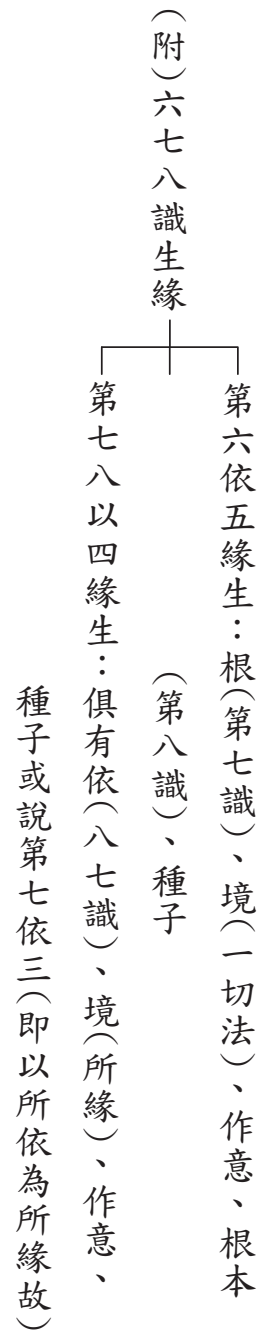 （附）六七八識生緣
第六依五緣生：根（第七識）、境（一切法）、作意、根本
（第八識）、種子
第七八以四緣生：俱有依（八七識）、境（所緣）、作意、
種子或說第七依三（即以所依為所緣故）